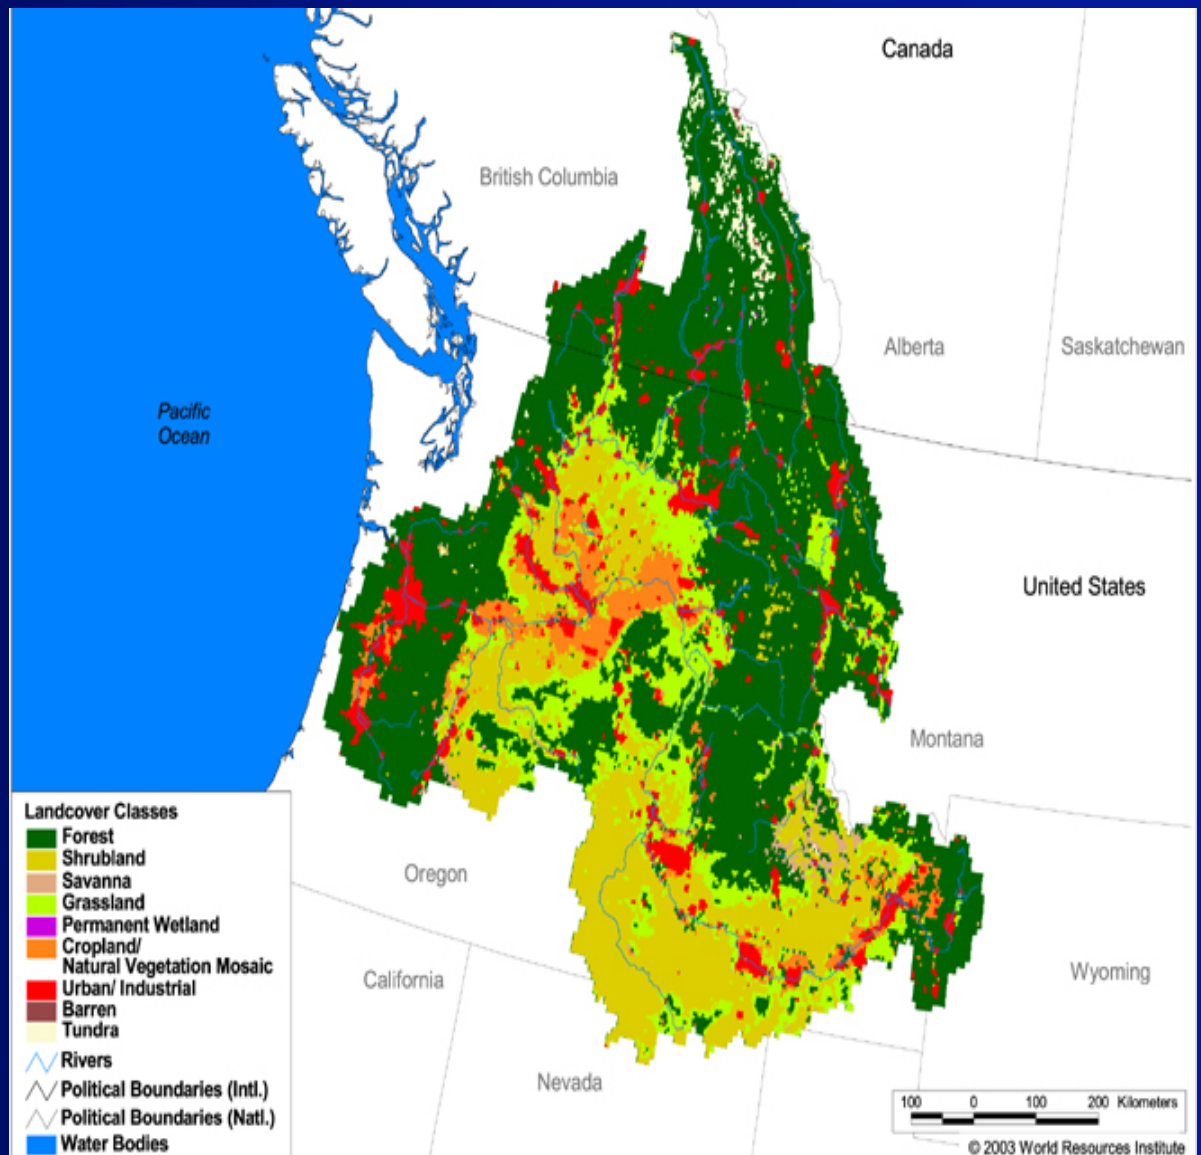 Canada
British Columbia
Alberta
Saskatchewan
Pacific
Ocean
United States
Montana
Landcover Classes
Forest
Shrubland
Savanna
Grassland
Permanent Wetland
Cropland/
Natural Vegetation Mosaic
Urban/ Industrial
Barren
Tundra
Rivers
Political Boundaries (Intl.)
Political Boundaries (Natl.)
Water Bodies
Oregon
California
Nevada
Wyoming
100 0 100 200 Kilometers
© 2003 World Resources Institute